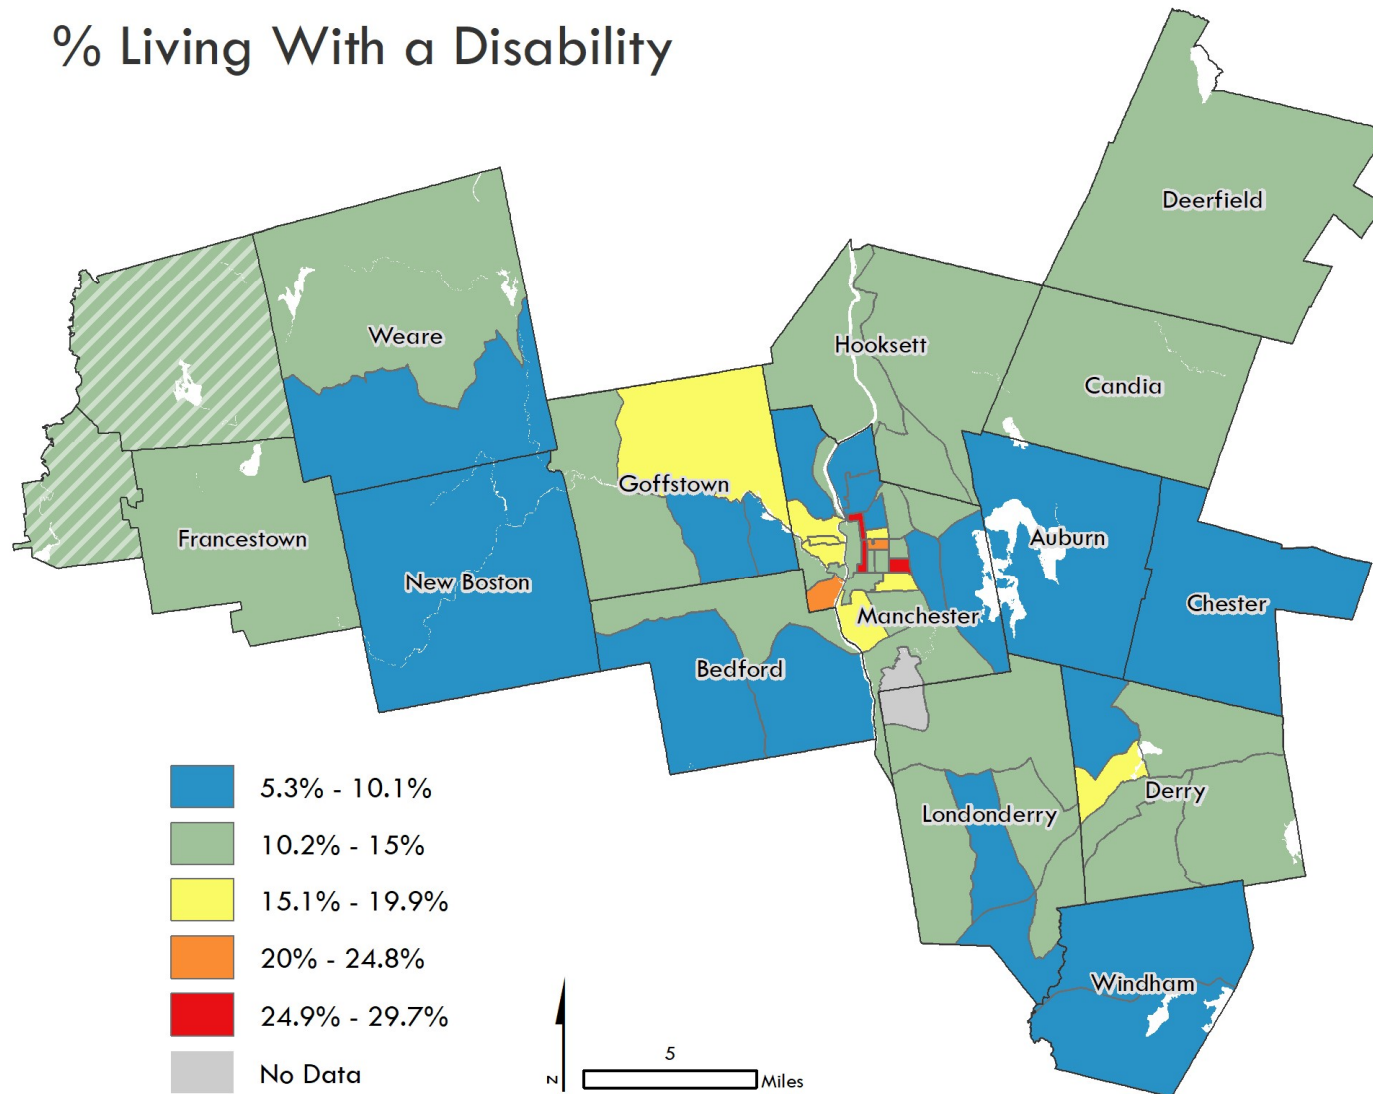 % Living With a Disability
Deerfield
Weare
Hooksett
Candia
Goffstown
Francestown
Auburn
New Boston
Chester
Manchester
Bedford
Derry
Londonderry
Windham
5.3% - 10.1%
10.2% - 15%
15.1% - 19.9%
20% - 24.8%
24.9% - 29.7%
No Data
N
5
Miles